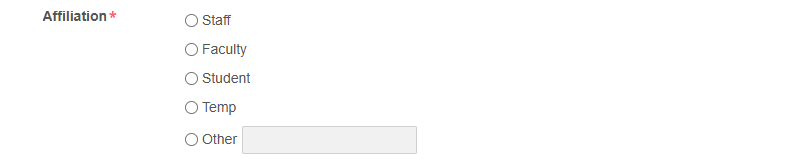 Affiliation * Staff
Faculty
Student
Temp
Other